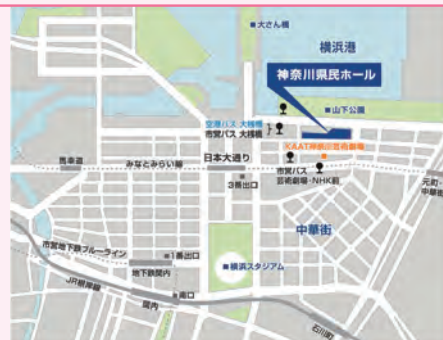 大さん橋
横浜港
神奈川県民ホール
山下公園
空港バス 大桟橋
市営バス 大桟橋
KAAT神奈川芸術劇場
日本大通り
馬車道
みなとみらい線
3番出口
市営バス
芸術劇場・NHK前
元町・
中華街
中華街
市営地下鉄ブルーライン
1番出口
地下鉄関内
横浜スタジアム
JR根岸線
南口
関内
石川町